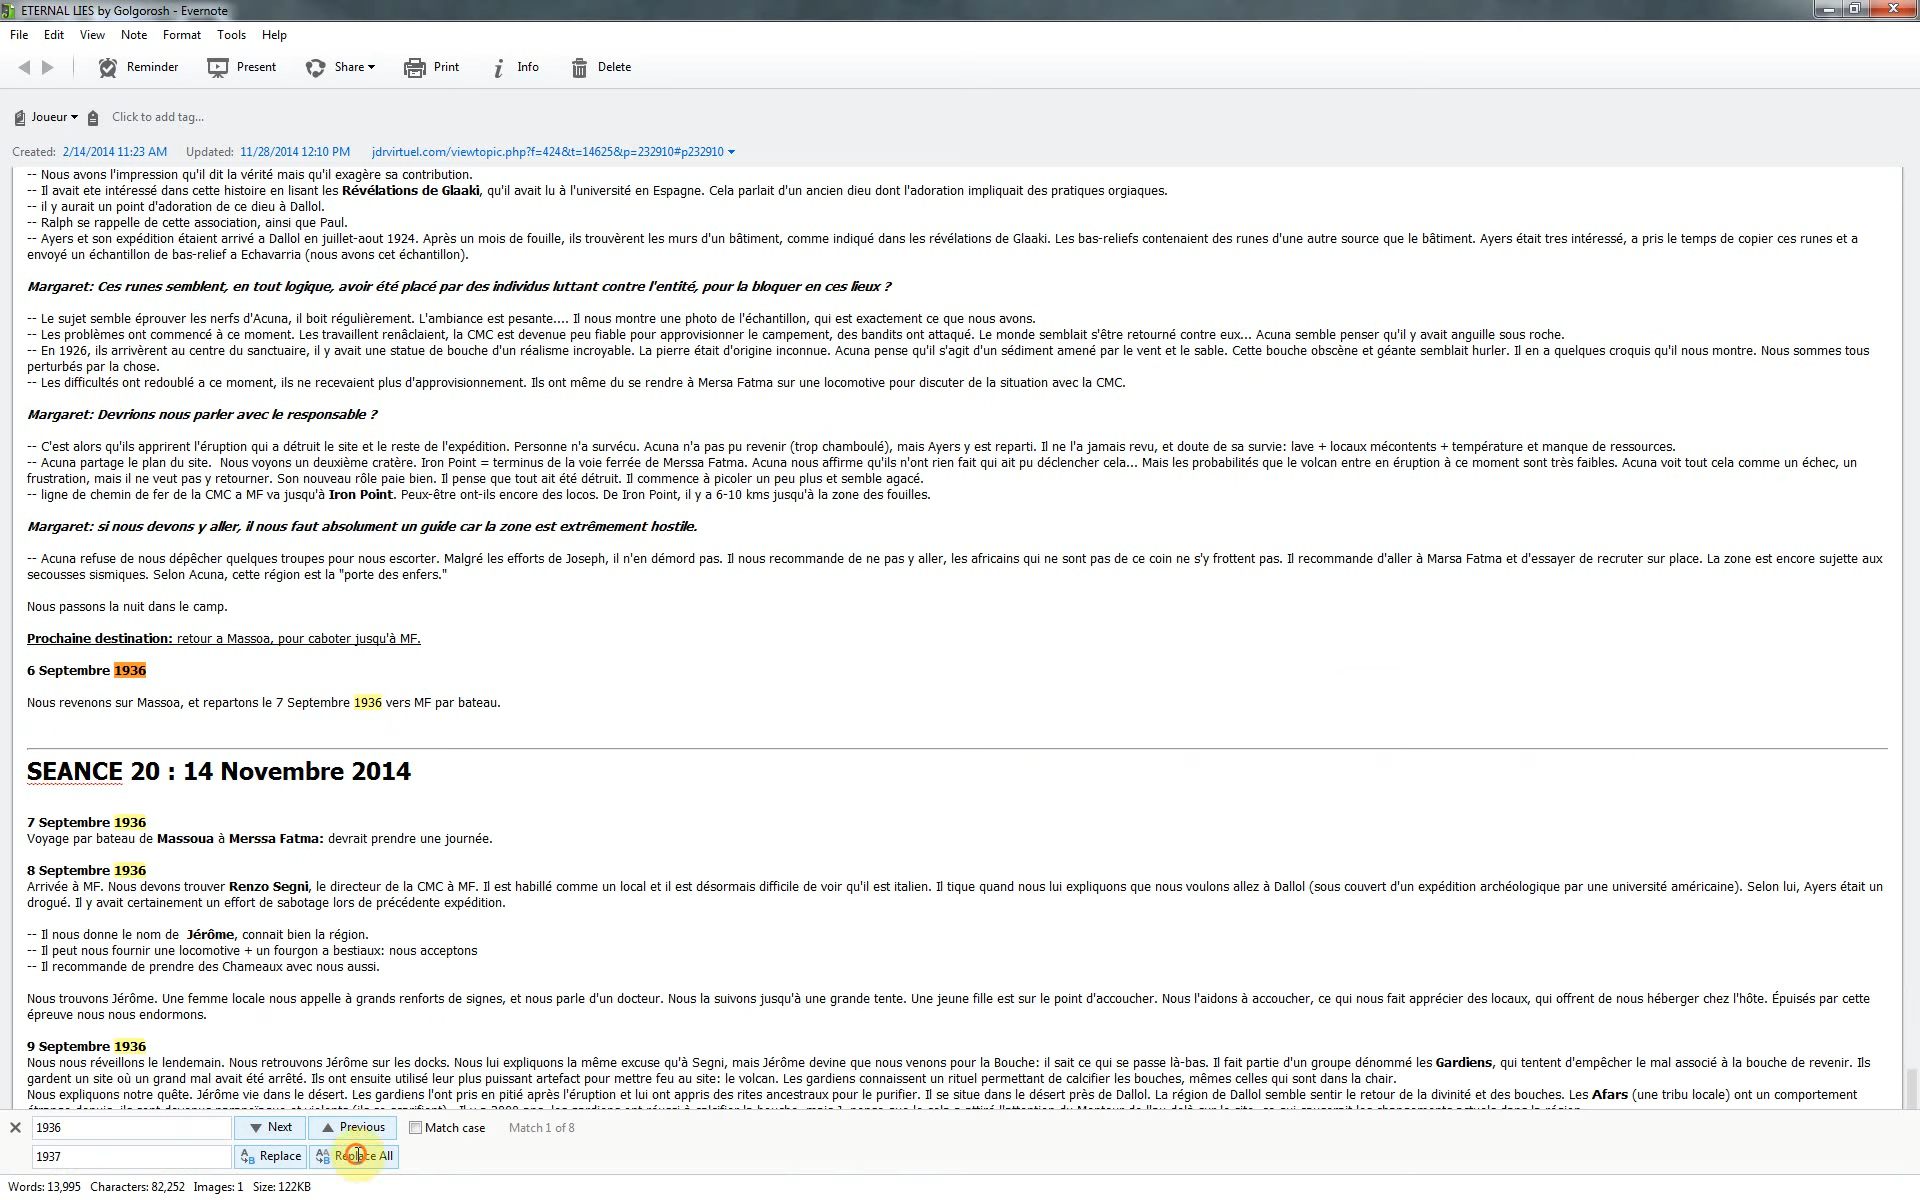 ETERNAL LIES by Golgorosh - Evernote
File Edit View Note Format Tools Help
Reminder Present Share Print Info Delete
Joueur Click to add tag...
Created: 2/14/2014 11:23 AM Updated: 11/28/2014 12:10 PM jdrvirtuel.com/viewtopic.php?f=424&t=14625&p=232910#p232910
-- Nous avons l'impression qu'il dit la vérité mais qu'il exagère sa contribution.
-- Il avait ete intéressé dans cette histoire en lisant les Révélations de Glaaki, qu'il avait lu à l'université en Espagne. Cela parlait d'un ancien dieu dont l'adoration impliquait des pratiques orgiaques.
-- il y aurait un point d'adoration de ce dieu à Dallol.
-- Ralph se rappelle de cette association, ainsi que Paul.
-- Ayers et son expédition étaient arrivé a Dallol en juillet-aout 1924. Après un mois de fouille, ils trouvèrent les murs d'un bâtiment, comme indiqué dans les révélations de Glaaki. Les bas-reliefs contenaient des runes d'une autre source que le bâtiment. Ayers était tres intéressé, a pris le temps de copier ces runes et a
envoyé un échantillon de bas-relief a Echavarria (nous avons cet échantillon).
Margaret: Ces runes semblent, en tout logique, avoir été placé par des individus luttant contre l'entité, pour la bloquer en ces lieux ?
-- Le sujet semble éprouver les nerfs d'Acuna, il boit régulièrement. L'ambiance est pesante.... Il nous montre une photo de l'échantillon, qui est exactement ce que nous avons.
-- Les problèmes ont commencé à ce moment. Les travaillent renâclaient, la CMC est devenue peu fiable pour approvisionner le campement, des bandits ont attaqué. Le monde semblait s'être retourné contre eux... Acuna semble penser qu'il y avait anguille sous roche.
-- En 1926, ils arrivèrent au centre du sanctuaire, il y avait une statue de bouche d'un réalisme incroyable. La pierre était d'origine inconnue. Acuna pense qu'il s'agit d'un sédiment amené par le vent et le sable. Cette bouche obscène et géante semblait hurler. Il en a quelques croquis qu'il nous montre. Nous sommes tous
perturbés par la chose.
-- Les difficultés ont redoublé a ce moment, ils ne recevaient plus d'approvisionnement. Ils ont même du se rendre à Mersa Fatma sur une locomotive pour discuter de la situation avec la CMC.
Margaret: Devrions nous parler avec le responsable ?
-- C'est alors qu'ils apprirent l'éruption qui a détruit le site et le reste de l'expédition. Personne n'a survécu. Acuna n'a pas pu revenir (trop chamboulé), mais Ayers y est reparti. Il ne l'a jamais revu, et doute de sa survie: lave + locaux mécontents + température et manque de ressources.
-- Acuna partage le plan du site. Nous voyons un deuxième cratère. Iron Point = terminus de la voie ferrée de Merssa Fatma. Acuna nous affirme qu'ils n'ont rien fait qui ait pu déclencher cela... Mais les probabilités que le volcan entre en éruption à ce moment sont très faibles. Acuna voit tout cela comme un échec, un
frustration, mais il ne veut pas y retourner. Son nouveau rôle paie bien. Il pense que tout ait été détruit. Il commence à picoler un peu plus et semble agacé.
-- ligne de chemin de fer de la CMC a MF va jusqu'à Iron Point. Peux-être ont-ils encore des locos. De Iron Point, il y a 6-10 kms jusqu'à la zone des fouilles.
Margaret: si nous devons y aller, il nous faut absolument un guide car la zone est extrêmement hostile.
-- Acuna refuse de nous dépêcher quelques troupes pour nous escorter. Malgré les efforts de Joseph, il n'en démord pas. Il nous recommande de ne pas y aller, les africains qui ne sont pas de ce coin ne s'y frottent pas. Il recommande d'aller à Marsa Fatma et d'essayer de recruter sur place. La zone est encore sujette aux
secousses sismiques. Selon Acuna, cette région est la "porte des enfers."
Nous passons la nuit dans le camp.
Prochaine destination: retour a Massoa, pour caboter jusqu'à MF.
6 Septembre 1936
Nous revenons sur Massoa, et repartons le 7 Septembre 1936 vers MF par bateau.
SEANCE 20 : 14 Novembre 2014
7 Septembre 1936
Voyage par bateau de Massoua à Merssa Fatma: devrait prendre une journée.
8 Septembre 1936
Arrivée à MF. Nous devons trouver Renzo Segni, le directeur de la CMC à MF. Il est habillé comme un local et il est désormais difficile de voir qu'il est italien. Il tique quand nous lui expliquons que nous voulons allez à Dallol (sous couvert d'un expédition archéologique par une université américaine). Selon lui, Ayers était un
drogué. Il y avait certainement un effort de sabotage lors de précédente expédition.
-- Il nous donne le nom de Jérôme, connait bien la région.
-- Il peut nous fournir une locomotive + un fourgon a bestiaux: nous acceptons
-- Il recommande de prendre des Chameaux avec nous aussi.
Nous trouvons Jérôme. Une femme locale nous appelle à grands renforts de signes, et nous parle d'un docteur. Nous la suivons jusqu'à une grande tente. Une jeune fille est sur le point d'accoucher. Nous l'aidons à accoucher, ce qui nous fait apprécier des locaux, qui offrent de nous héberger chez l'hôte. Épuisés par cette
épreuve nous nous endormons.
9 Septembre 1936
Nous nous réveillons le lendemain. Nous retrouvons Jérôme sur les docks. Nous lui expliquons la même excuse qu'à Segni, mais Jérôme devine que nous venons pour la Bouche: il sait ce qui se passe là-bas. Il fait partie d'un groupe dénommé les Gardiens, qui tentent d'empêcher le mal associé à la bouche de revenir. Ils
gardent un site où un grand mal avait été arrêté. Ils ont ensuite utilisé leur plus puissant artefact pour mettre feu au site: le volcan. Les gardiens connaissent un rituel permettant de calcifier les bouches, mêmes celles qui sont dans la chair.
Nous expliquons notre quête. Jérôme vie dans le désert. Les gardiens l'ont pris en pitié après l'éruption et lui ont appris des rites ancestraux pour le purifier. Il se situe dans le désert près de Dallol. La région de Dallol semble sentir le retour de la divinité et des bouches. Les Afars (une tribu locale) ont un comportement
1936 Next Previous Match case Match 1 of 8
1937 Replace Replace All
Words: 13,995 Characters: 82,252 Images: 1 Size: 122KB